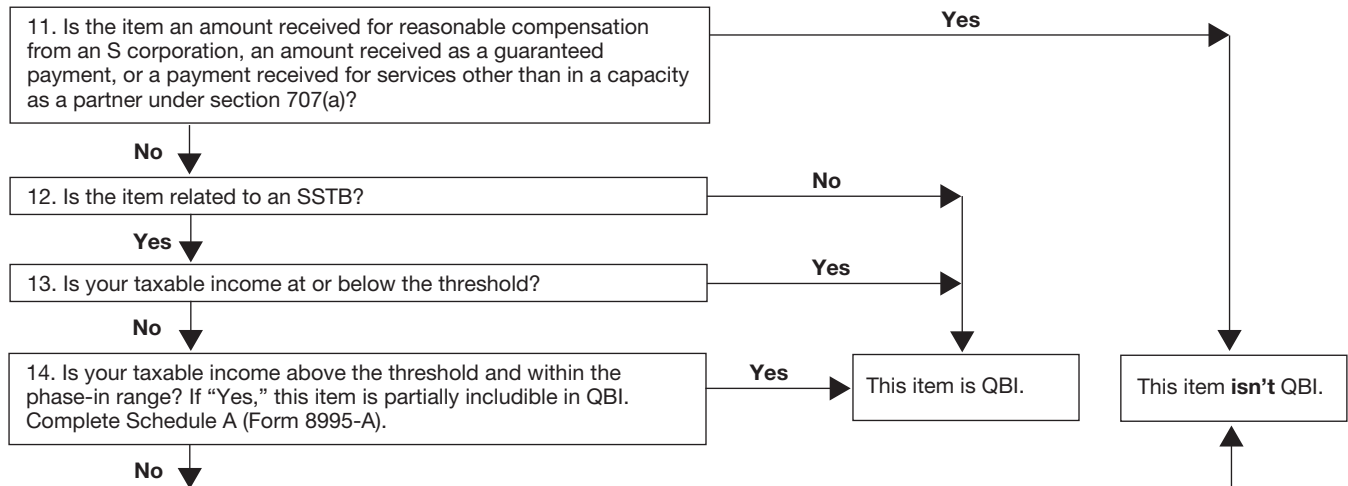 11. Is the item an amount received for reasonable compensation
from an S corporation, an amount received as a guaranteed
payment, or a payment received for services other than in a capacity
as a partner under section 707(a)?
Yes
No
12. Is the item related to an SSTB?
No
Yes
13. Is your taxable income at or below the threshold?
Yes
No
14. Is your taxable income above the threshold and within the
phase-in range? If “Yes,” this item is partially includible in QBI.
Complete Schedule A (Form 8995-A).
Yes
This item is QBI.
This item isn’t QBI.
No